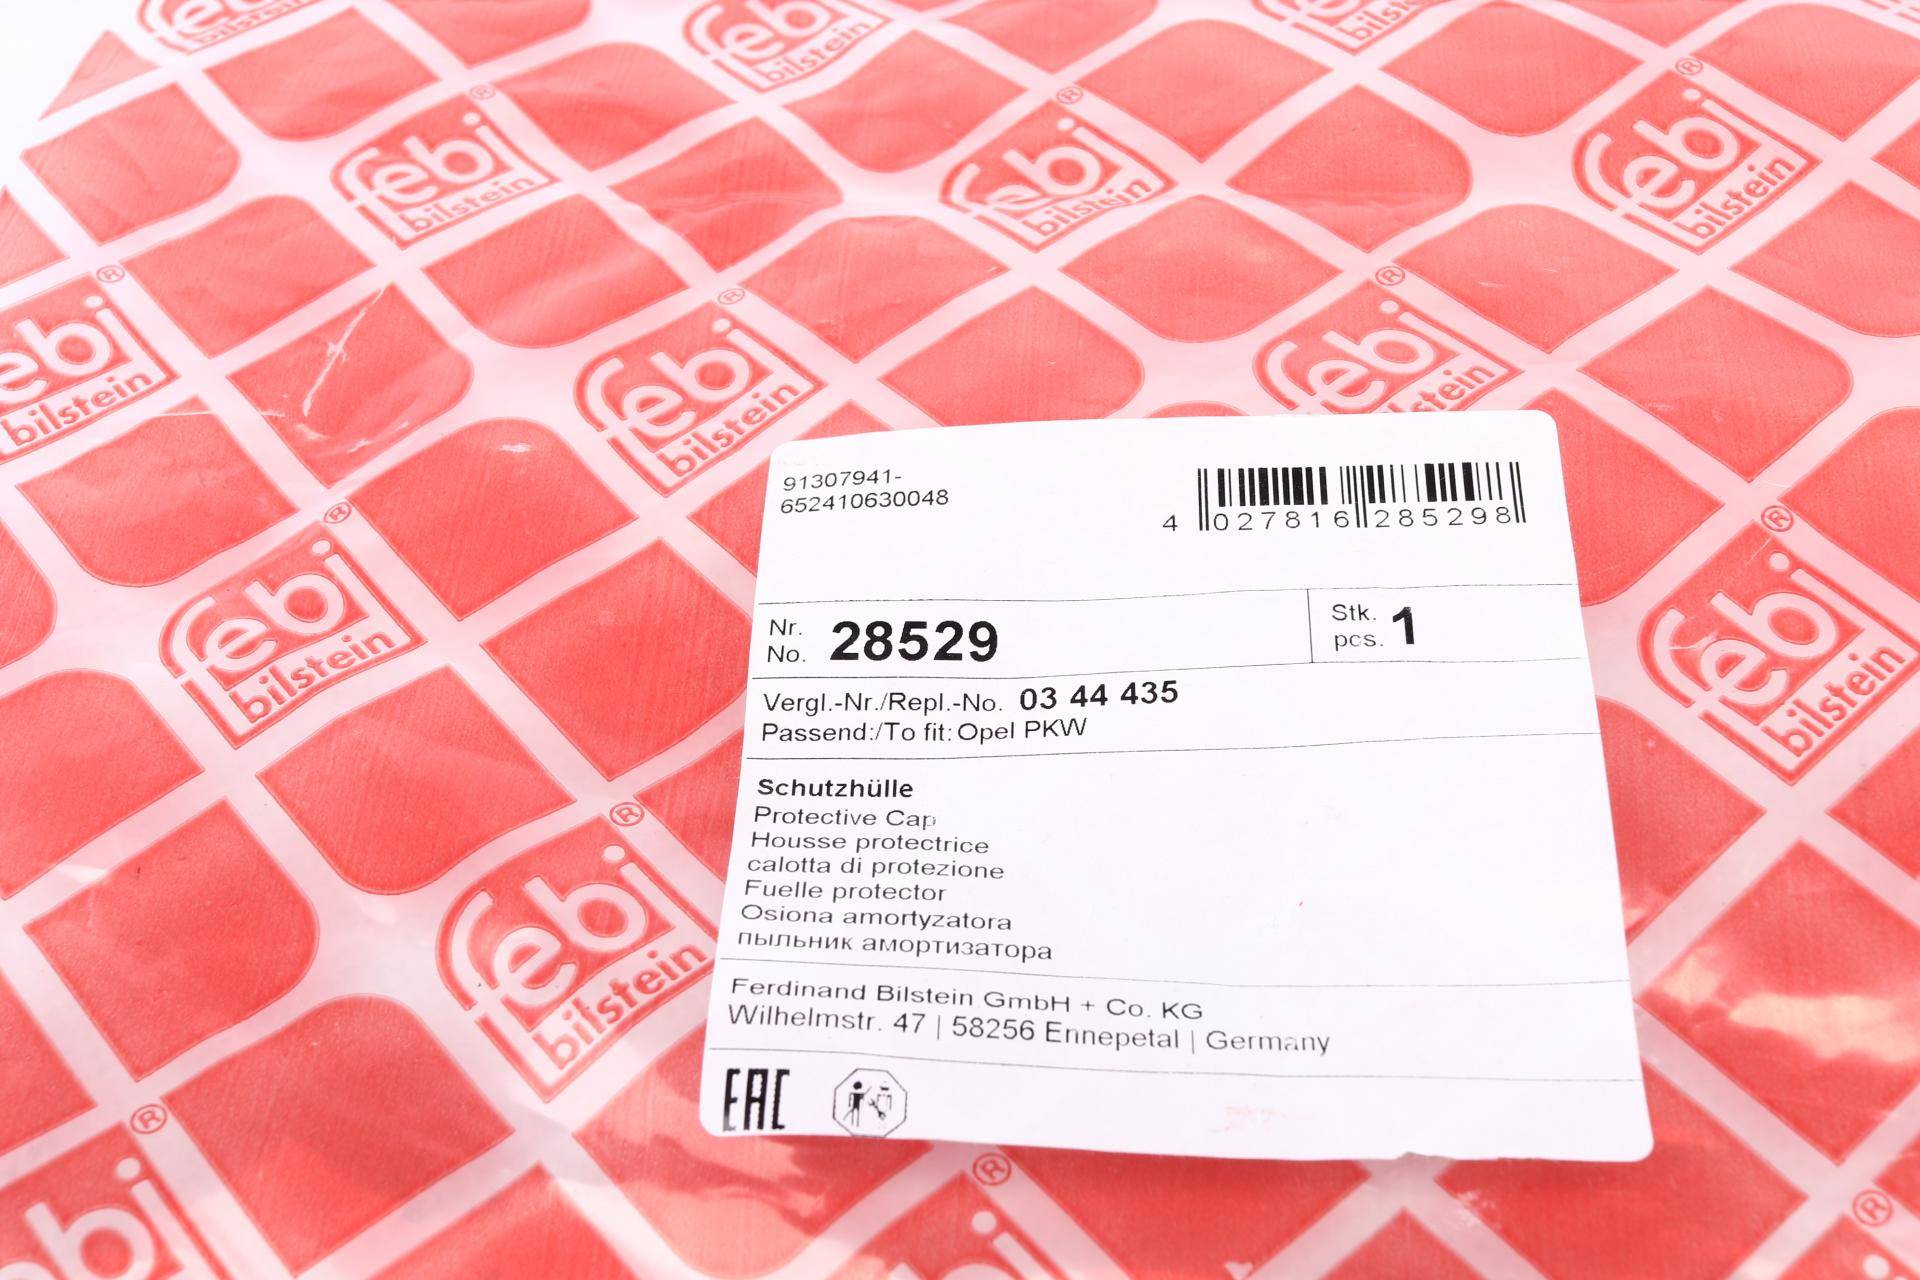 febi
bilstein
91307941-
652410630048
4 027816 285298
Nr.
No. 28529
Stk.
pcs. 1
Vergl.-Nr./Repl.-No. 03 44 435
Passend:/To fit: Opel PKW
Schutzhülle
Protective Cap
Housse protectrice
calotta di protezione
Fuelle protector
Osiona amortyzatora
пыльник амортизатора
Ferdinand Bilstein GmbH + Co. KG
Wilhelmstr. 47 | 58256 Ennepetal | Germany
EAC